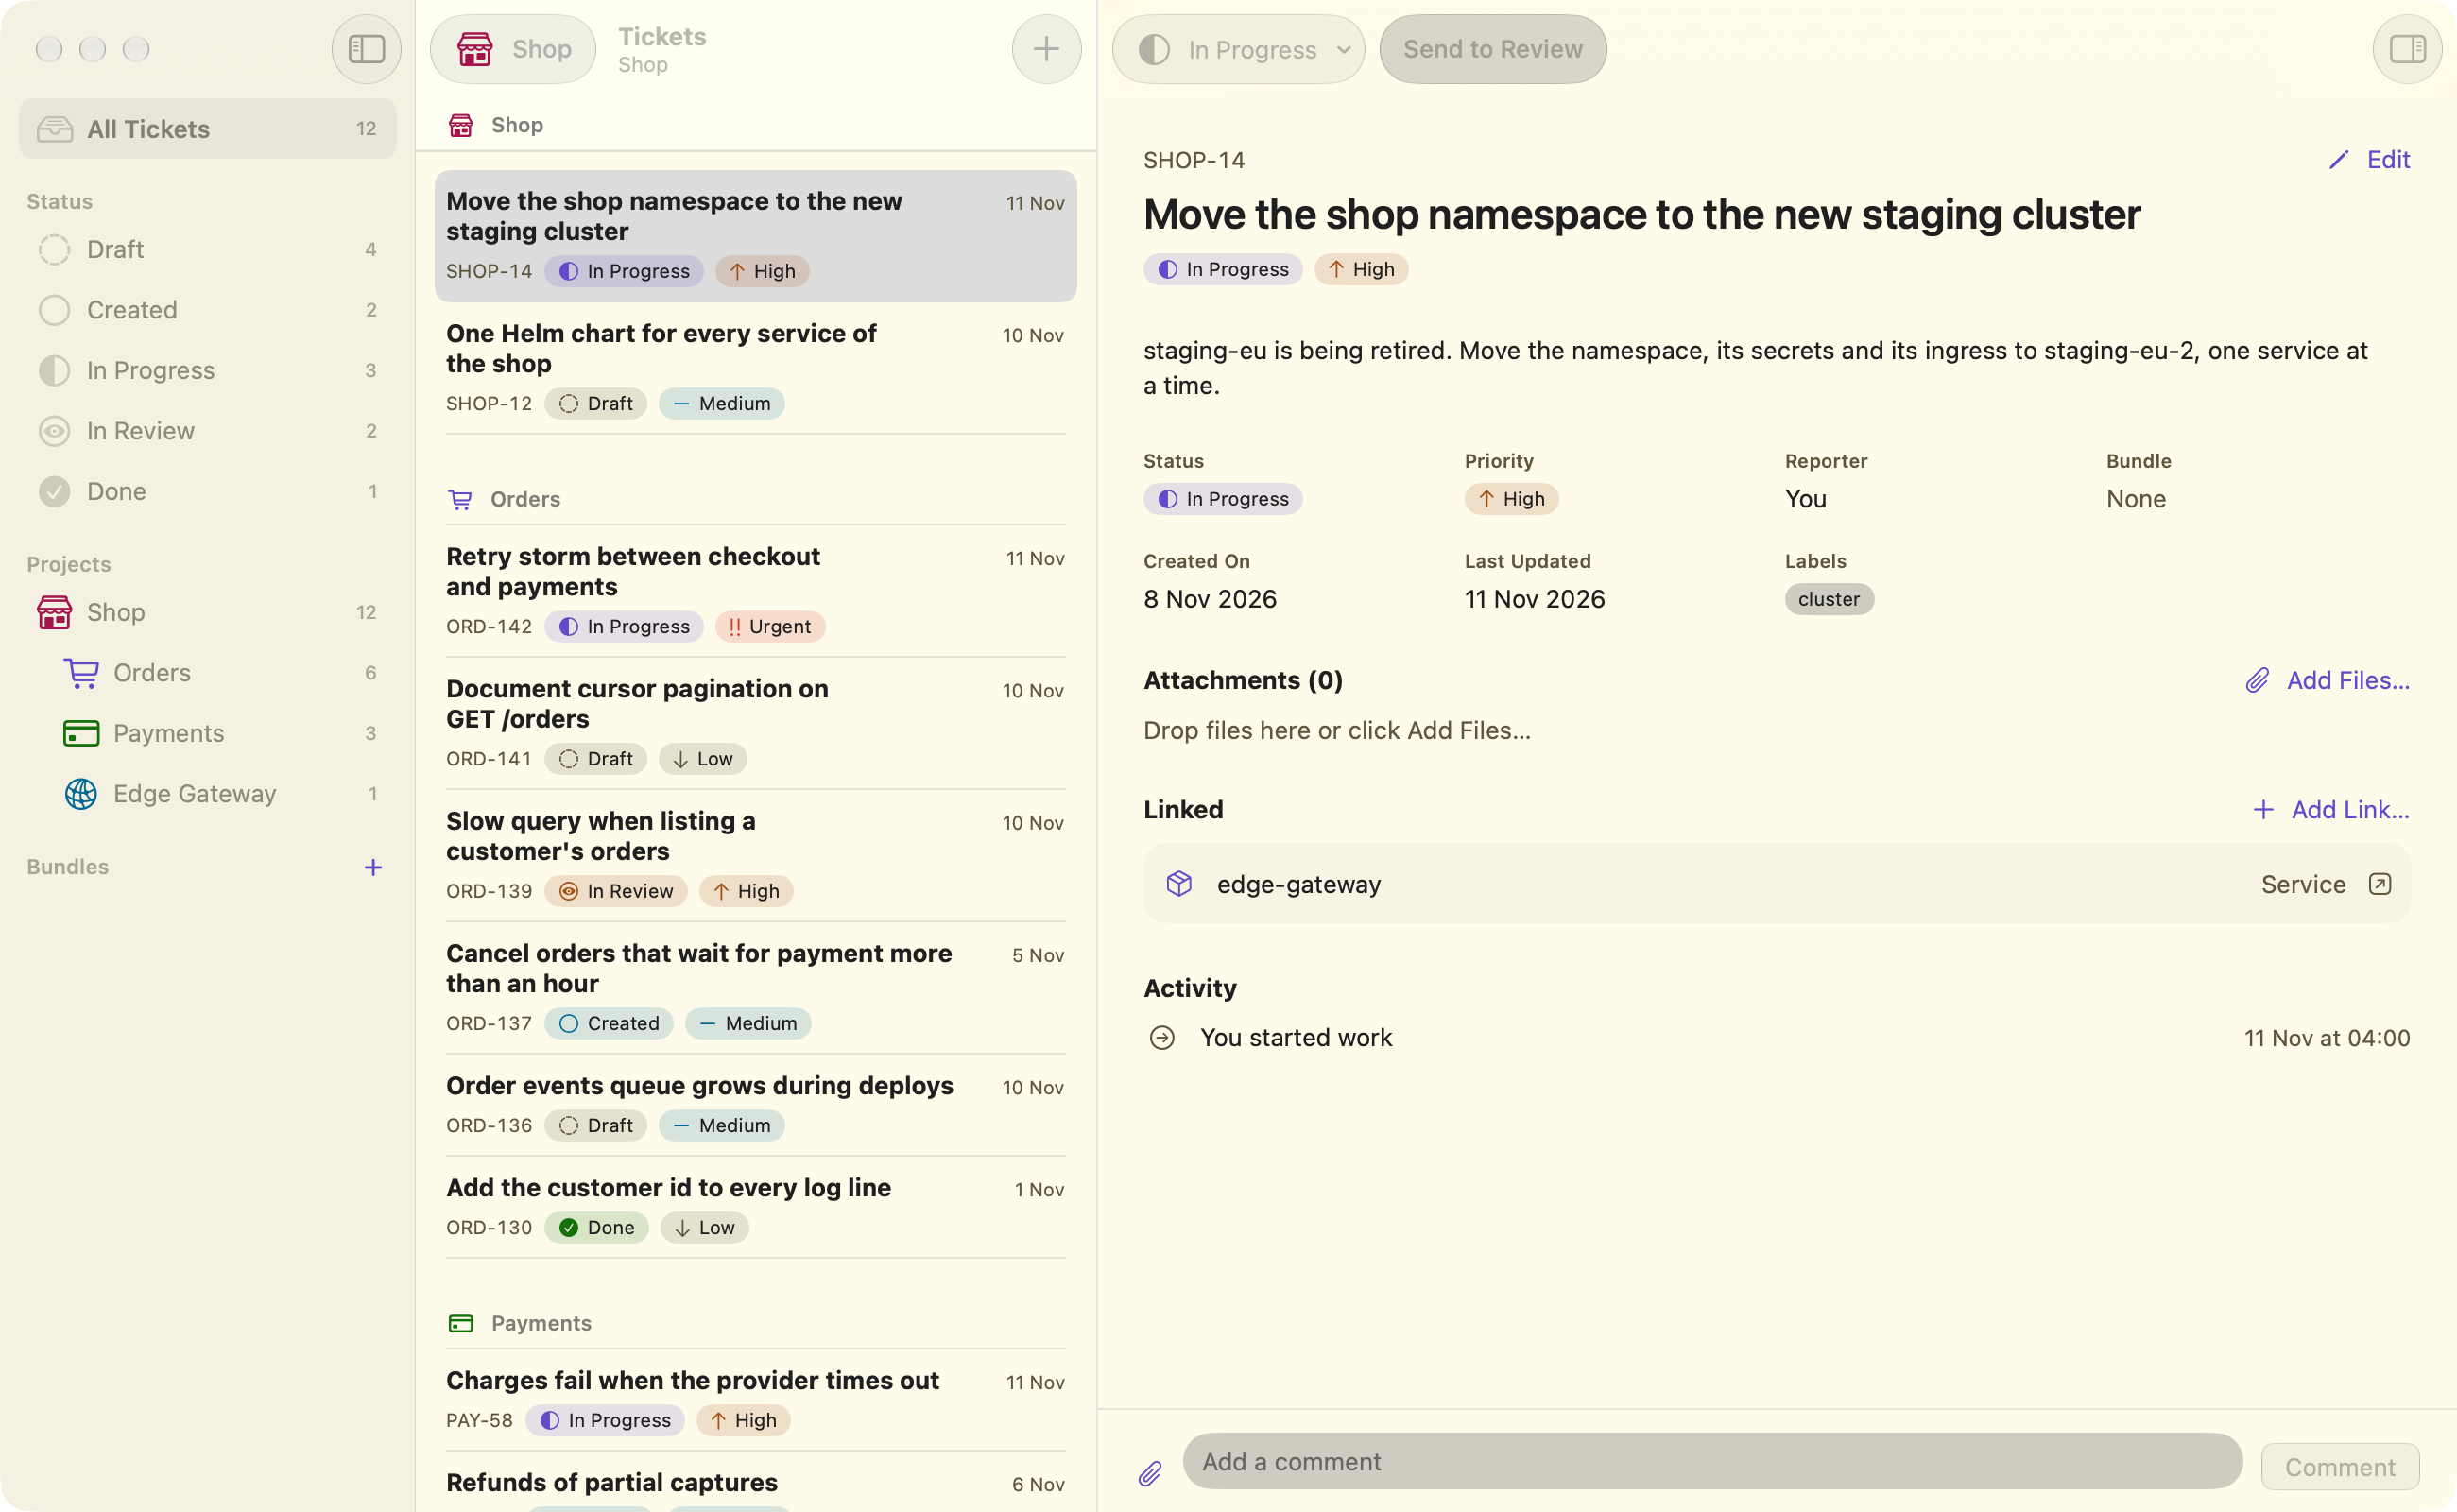 All Tickets 12
Status
Draft 4
Created 2
In Progress 3
In Review 2
Done 1
Projects
Shop 12
Orders 6
Payments 3
Edge Gateway 1
Bundles
Shop
Tickets
Shop
Shop
Move the shop namespace to the new 11 Nov
staging cluster
SHOP-14 In Progress High
One Helm chart for every service of 10 Nov
the shop
SHOP-12 Draft Medium
Orders
Retry storm between checkout 11 Nov
and payments
ORD-142 In Progress Urgent
Document cursor pagination on 10 Nov
GET /orders
ORD-141 Draft Low
Slow query when listing a 10 Nov
customer's orders
ORD-139 In Review High
Cancel orders that wait for payment more 5 Nov
than an hour
ORD-137 Created Medium
Order events queue grows during deploys 10 Nov
ORD-136 Draft Medium
Add the customer id to every log line 1 Nov
ORD-130 Done Low
Payments
Charges fail when the provider times out 11 Nov
PAY-58 In Progress High
Refunds of partial captures 6 Nov
In Progress Send to Review
SHOP-14 Edit
Move the shop namespace to the new staging cluster
In Progress High
staging-eu is being retired. Move the namespace, its secrets and its ingress to staging-eu-2, one service at
a time.
Status Priority Reporter Bundle
In Progress High You None
Created On Last Updated Labels
8 Nov 2026 11 Nov 2026 cluster
Attachments (0) Add Files...
Drop files here or click Add Files...
Linked Add Link...
edge-gateway Service
Activity
You started work 11 Nov at 04:00
Add a comment Comment